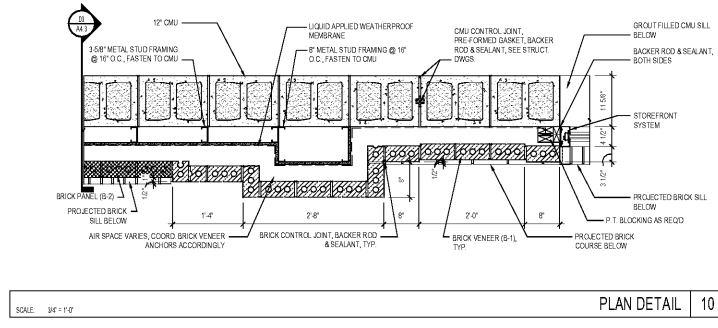 D3
A4.3
12" CMU
3-5/8" METAL STUD FRAMING
@ 16" O.C., FASTEN TO CMU
LIQUID APPLIED WEATHERPROOF
MEMBRANE
8" METAL STUD FRAMING @ 16"
O.C., FASTEN TO CMU
CMU CONTROL JOINT,
PRE-FORMED GASKET, BACKER
ROD & SEALANT, SEE STRUCT.
DWGS.
GROUT FILLED CMU SILL
BELOW
BACKER ROD & SEALANT,
BOTH SIDES
11 5/8"
STOREFRONT
SYSTEM
4 1/2"
3 1/2"
BRICK PANEL (B-2)
PROJECTED BRICK
SILL BELOW
1/2"
1'-4"
2'-8"
8"
2'-0"
8"
1/2"
PROJECTED BRICK SILL
BELOW
P.T. BLOCKING AS REQ'D
AIR SPACE VARIES, COORD. BRICK VENEER
ANCHORS ACCORDINGLY
BRICK CONTROL JOINT, BACKER ROD
& SEALANT, TYP.
BRICK VENEER (B-1),
TYP.
PROJECTED BRICK
COURSE BELOW
SCALE: 3/4" = 1'-0"
PLAN DETAIL 10